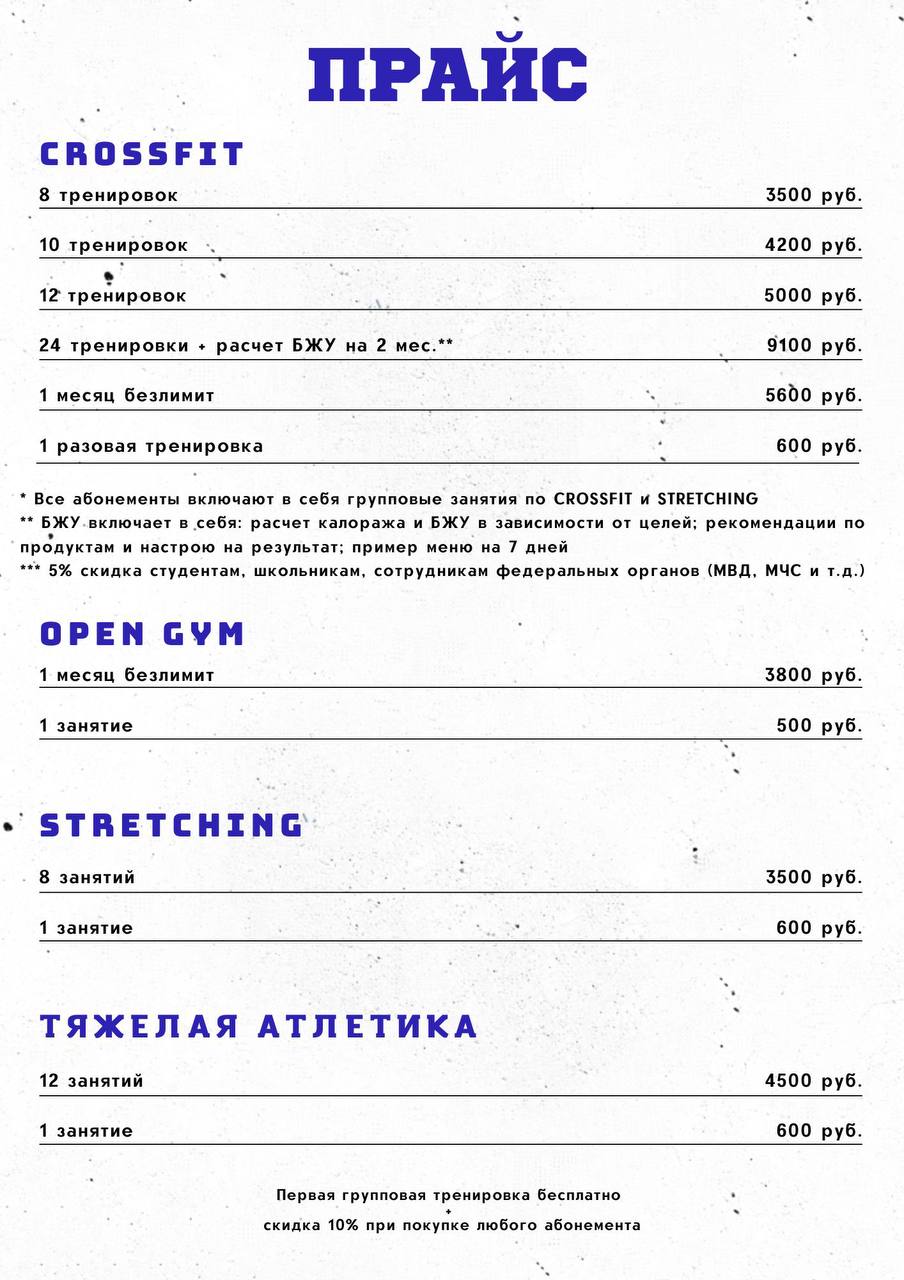 ПРАЙС
CROSSFIT
8 тренировок 3500 руб.
10 тренировок 4200 руб.
12 тренировок 5000 руб.
24 тренировки + расчет БЖУ на 2 мес.** 9100 руб.
1 месяц безлимит 5600 руб.
1 разовая тренировка 600 руб.
* Все абонементы включают в себя групповые занятия по CROSSFIT и STRETCHING
** БЖУ включает в себя: расчет калоража и БЖУ в зависимости от целей; рекомендации по
продуктам и настрою на результат; пример меню на 7 дней
*** 5% скидка студентам, школьникам, сотрудникам федеральных органов (МВД, МЧС и т.д.)
OPEN GYM
1 месяц безлимит 3800 руб.
1 занятие 500 руб.
STRETCHING
8 занятий 3500 руб.
1 занятие 600 руб.
ТЯЖЕЛАЯ АТЛЕТИКА
12 занятий 4500 руб.
1 занятие 600 руб.
Первая групповая тренировка бесплатно
+
скидка 10% при покупке любого абонемента